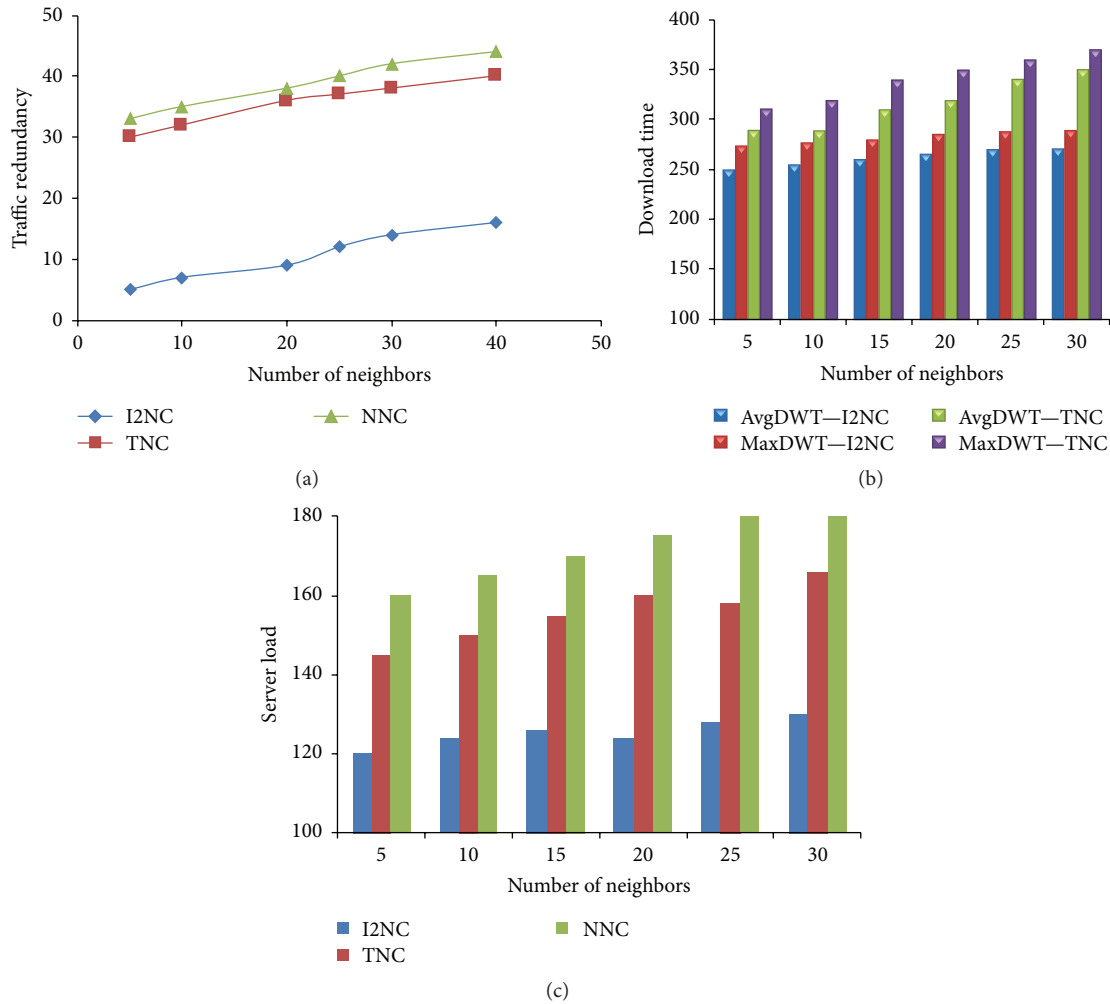 50
40
30
20
10
0
Traffic redundancy
0 10 20 30 40 50
Number of neighbors
I2NC
NNC
TNC
(a)
400
350
300
250
200
150
100
Download time
5 10 15 20 25 30
Number of neighbors
AvgDWT—I2NC
AvgDWT—TNC
MaxDWT—I2NC
MaxDWT—TNC
(b)
180
160
140
120
100
Server load
5 10 15 20 25 30
Number of neighbors
I2NC
NNC
TNC
(c)